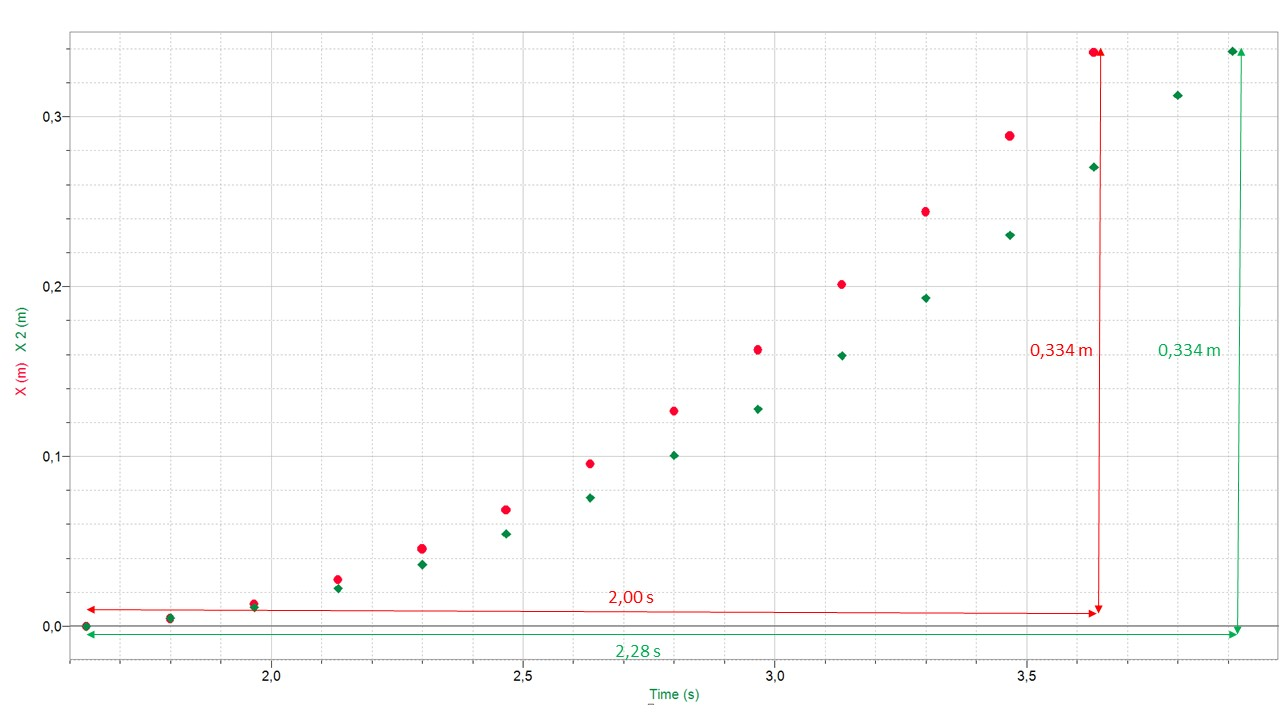 0,3
0,2
0,1
0,0
X (m) X 2 (m)
0,334 m
0,334 m
2,00 s
2,28 s
2,0
2,5
3,0
3,5
Time (s)